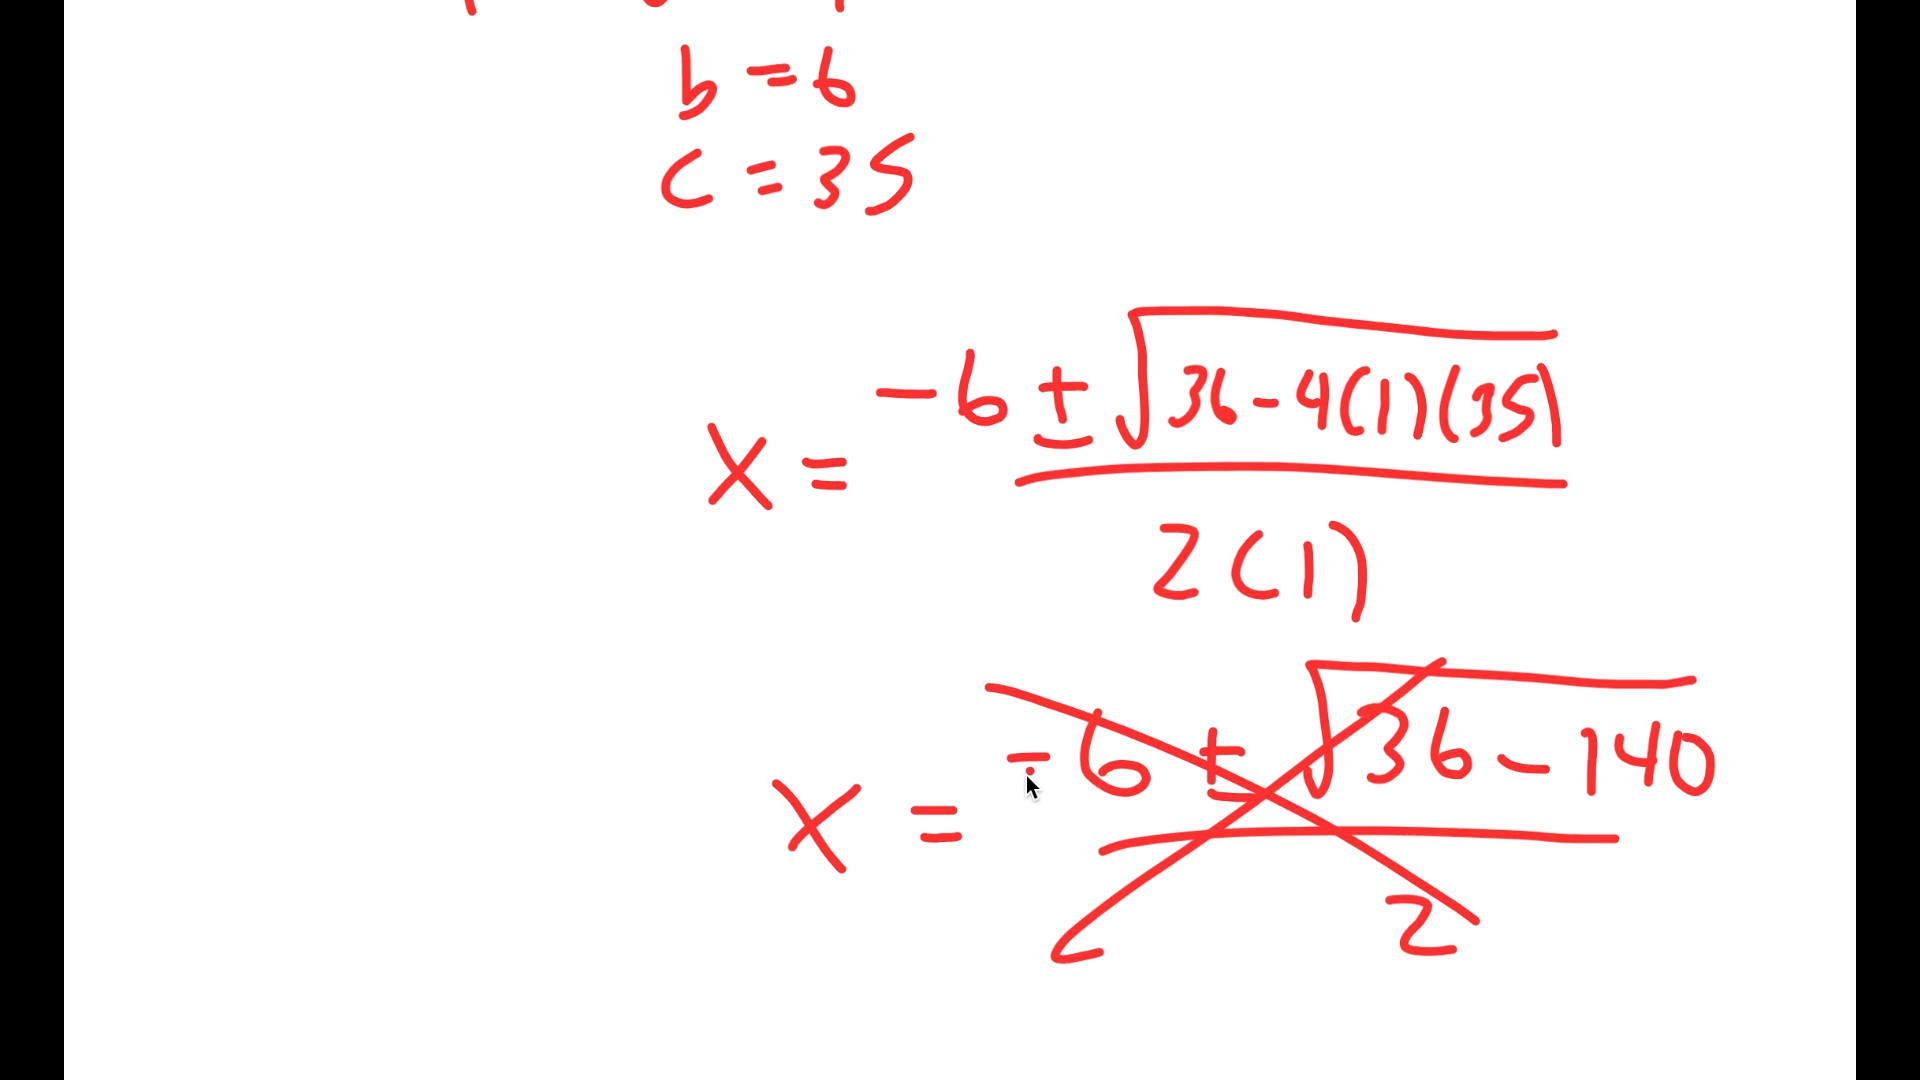 b = 6
c = 35
x = -6 ± √36 - 4(1)(35)
2(1)
x = -6 ± √36 - 140
2